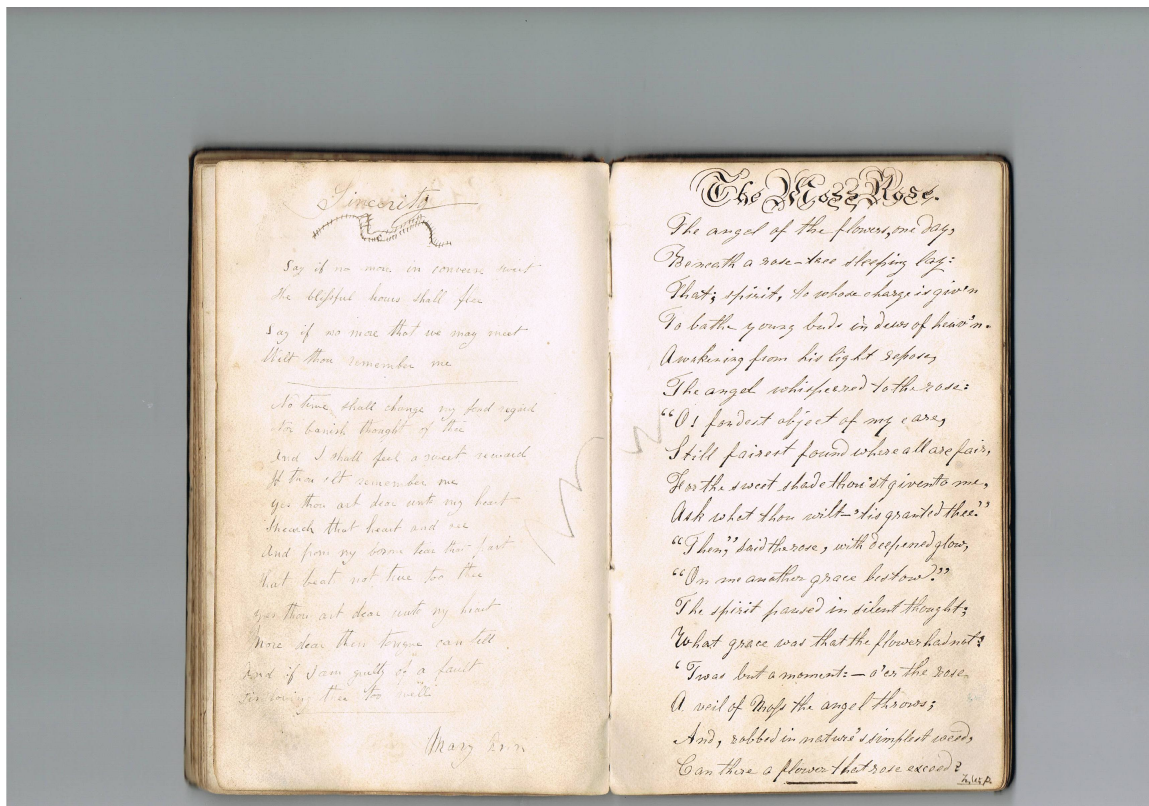 Sincerity
Say if no more in converse sweet
The blissful hours shall flee
Say if no more that we may meet
Wilt thou remember me
No time shall change my fond regard
Nor banish thought of thee
And I shall feel a sweet reward
If thou remember me
Yes thou art dear unto my heart
that heart and see
And from my bosom tear that part
that beat not true too thee
Yes thou art dear unto my heart
More dear then tongue can tell
And if I am guilty of a fault
loving thee too well
Mary Ann
The Moss Rose.
The angel of the flowers, one day,
Beneath a rose-tree sleeping lay:
That; spirit, to whose charge is giv'n
To bathe young buds in dews of heav'n.
Awakening from his light repose,
The angel whisperred to the rose:
"O! fondest object of my care,
Still fairest found where all are fair,
For the sweet shade thou'st given to me,
Ask what thou wilt—'tis granted thee."
"Then," said the rose, with deepened glow,
"On me another grace bestow."
The spirit paused in silent thought;
What grace was that the flower had not?
'Twas but a moment:— o'er the rose
A veil of Moss the angel throws;
And, robbed in nature's simplest weed,
Can there a flower that rose exceed?